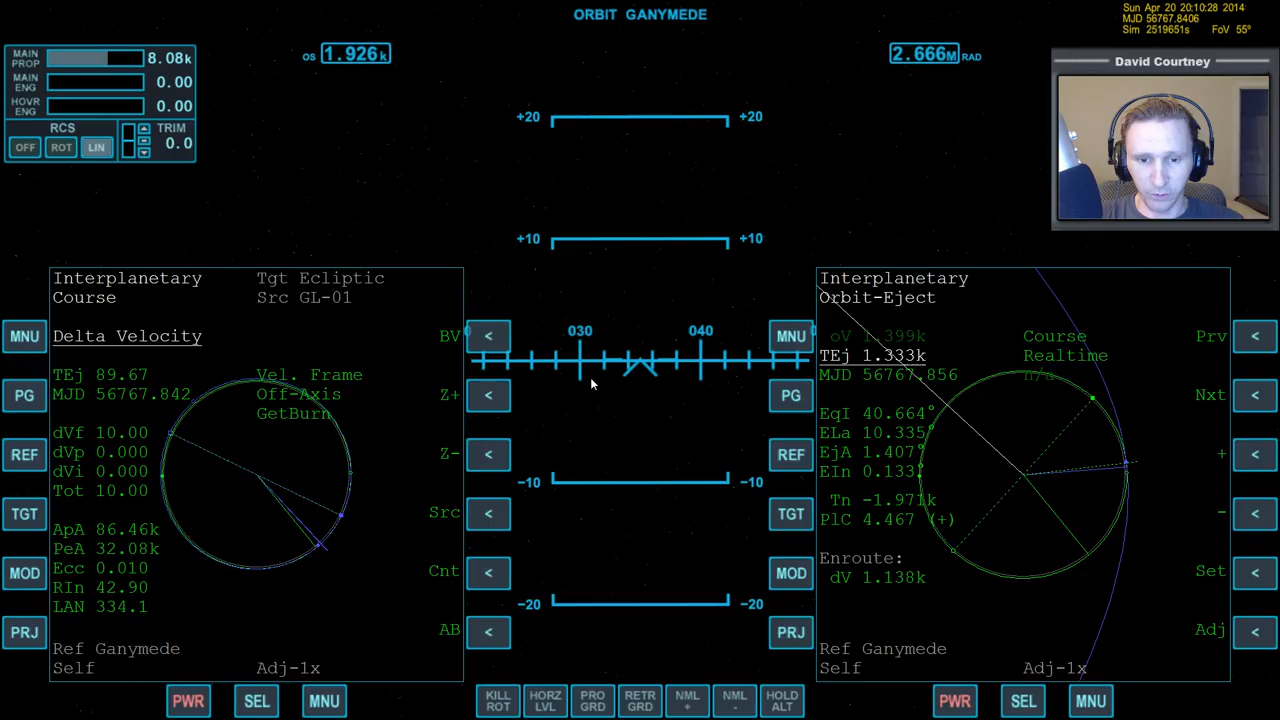 ORBIT GANYMEDE
Sun Apr 20 20:10:28 2014
MJD 56767.8406
Sim 2519651s FoV 55°
David Courtney
MAIN PROP 8.08k
MAIN ENG 0.00
HOVR ENG 0.00
RCS TRIM
OFF ROT LIN 0.0
OS 1.926k
2.666M RAD
+20 +20
+10 +10
030 040
-10 -10
-20 -20
Interplanetary Tgt Ecliptic
Course Src GL-01
Delta Velocity
TEj 89.67 Vel. Frame
MJD 56767.842 Off-Axis
GetBurn
dVf 10.00
dVp 0.000
dVi 0.000
Tot 10.00
ApA 86.46k
PeA 32.08k
Ecc 0.010
RIn 42.90
LAN 334.1
Ref Ganymede
Self Adj-1x
MNU
PG
REF
TGT
MOD
PRJ
BV <
Z+ <
Z- <
Src <
Cnt <
AB <
PWR SEL MNU
KILL ROT
HORZ LVL
PRO GRD
RETR GRD
NML +
NML -
HOLD ALT
MNU
PG
REF
TGT
MOD
PRJ
Interplanetary
Orbit-Eject
oV 1.399k Course
TEj 1.333k Realtime
MJD 56767.856 n/a
EqI 40.664°
ELa 10.335°
EjA 1.407°
EIn 0.133°
Tn -1.971k
PlC 4.467 (+)
Enroute:
dV 1.138k
Ref Ganymede
Self Adj-1x
Prv <
Nxt <
+ <
- <
Set <
Adj <
PWR SEL MNU